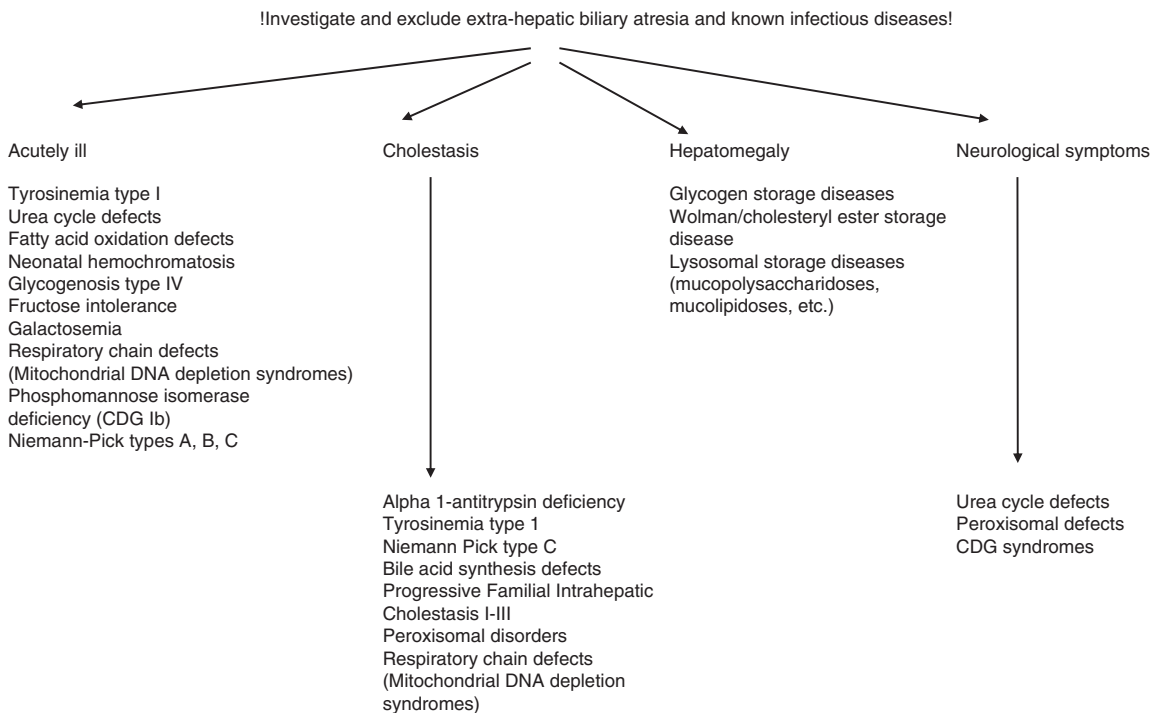 !Investigate and exclude extra-hepatic biliary atresia and known infectious diseases!
Acutely ill
Tyrosinemia type I
Urea cycle defects
Fatty acid oxidation defects
Neonatal hemochromatosis
Glycogenosis type IV
Fructose intolerance
Galactosemia
Respiratory chain defects
(Mitochondrial DNA depletion syndromes)
Phosphomannose isomerase
deficiency (CDG Ib)
Niemann-Pick types A, B, C
Cholestasis
Alpha 1-antitrypsin deficiency
Tyrosinemia type 1
Niemann Pick type C
Bile acid synthesis defects
Progressive Familial Intrahepatic
Cholestasis I-III
Peroxisomal disorders
Respiratory chain defects
(Mitochondrial DNA depletion
syndromes)
Hepatomegaly
Glycogen storage diseases
Wolman/cholesteryl ester storage
disease
Lysosomal storage diseases
(mucopolysaccharidoses,
mucolipidoses, etc.)
Neurological symptoms
Urea cycle defects
Peroxisomal defects
CDG syndromes